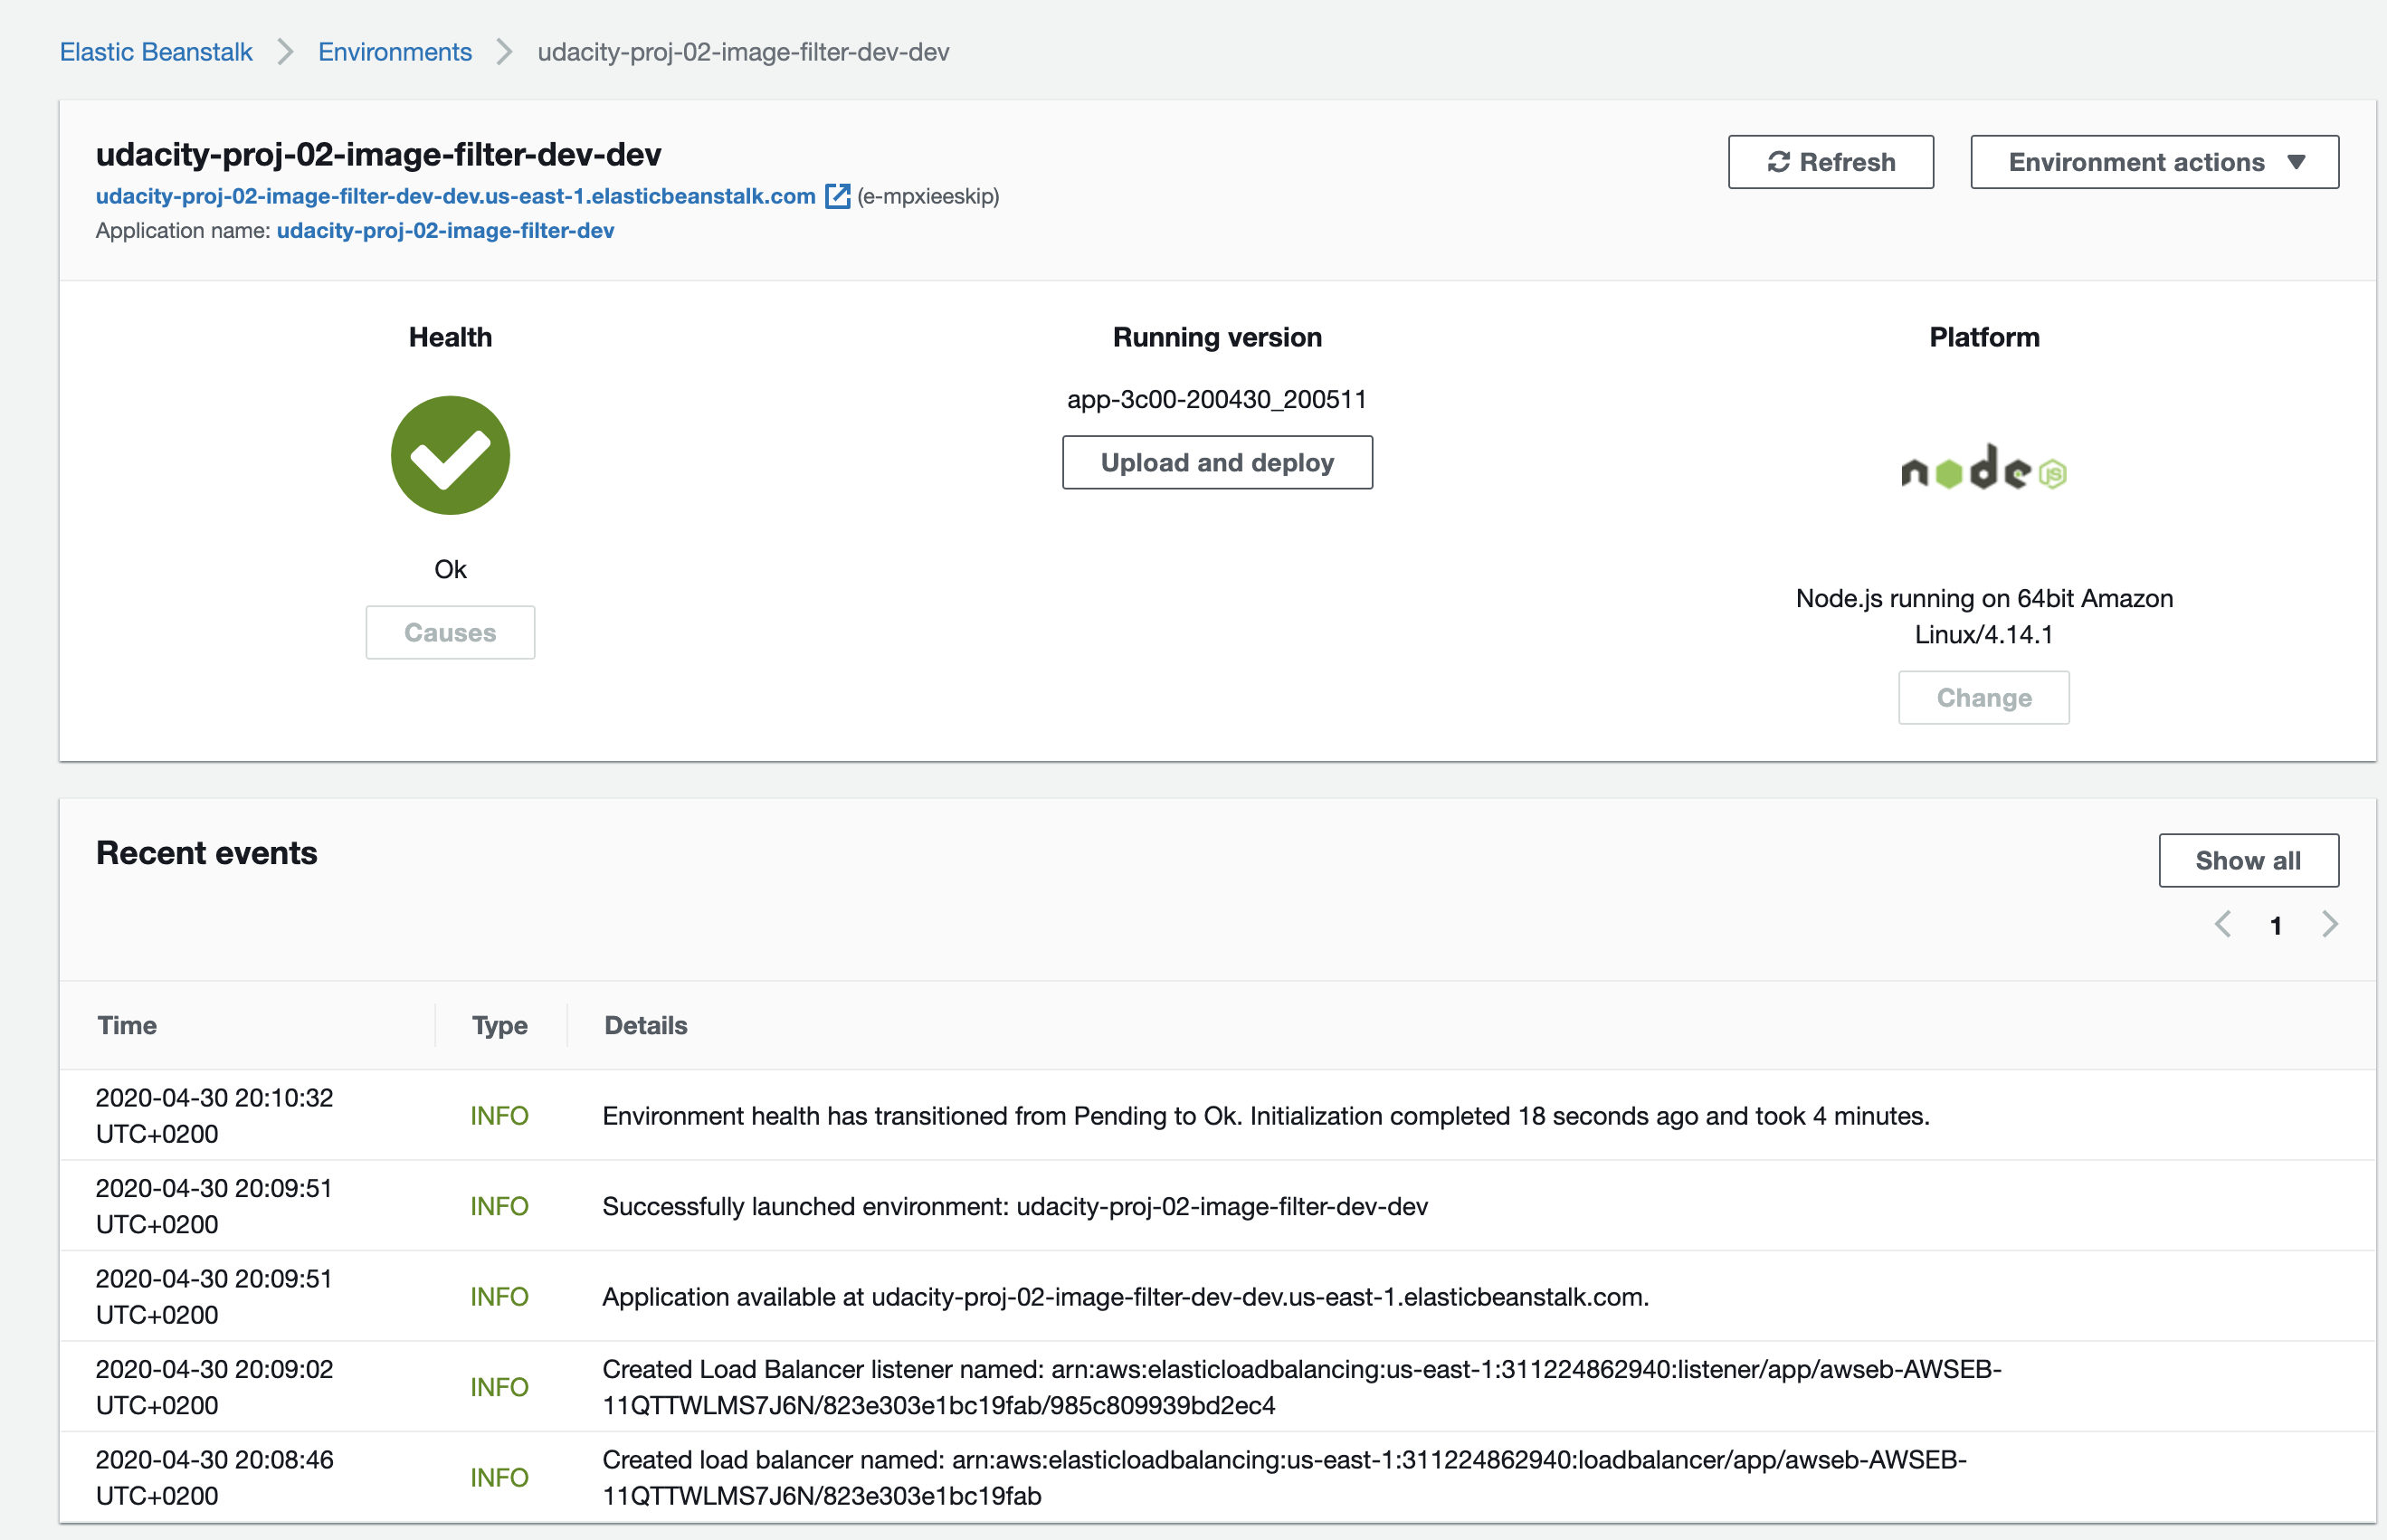 Elastic Beanstalk > Environments > udacity-proj-02-image-filter-dev-dev
udacity-proj-02-image-filter-dev-dev
Refresh
Environment actions
udacity-proj-02-image-filter-dev-dev.us-east-1.elasticbeanstalk.com (e-mpxieeskip)
Application name: udacity-proj-02-image-filter-dev
Health
Running version
Platform
app-3c00-200430_200511
Upload and deploy
node JS
Ok
Causes
Node.js running on 64bit Amazon
Linux/4.14.1
Change
Recent events
Show all
1
Time Type Details
2020-04-30 20:10:32
UTC+0200
INFO
Environment health has transitioned from Pending to Ok. Initialization completed 18 seconds ago and took 4 minutes.
2020-04-30 20:09:51
UTC+0200
INFO
Successfully launched environment: udacity-proj-02-image-filter-dev-dev
2020-04-30 20:09:51
UTC+0200
INFO
Application available at udacity-proj-02-image-filter-dev-dev.us-east-1.elasticbeanstalk.com.
2020-04-30 20:09:02
UTC+0200
INFO
Created Load Balancer listener named: arn:aws:elasticloadbalancing:us-east-1:311224862940:listener/app/awseb-AWSEB-
11QTTWLMS7J6N/823e303e1bc19fab/985c809939bd2ec4
2020-04-30 20:08:46
UTC+0200
INFO
Created load balancer named: arn:aws:elasticloadbalancing:us-east-1:311224862940:loadbalancer/app/awseb-AWSEB-
11QTTWLMS7J6N/823e303e1bc19fab